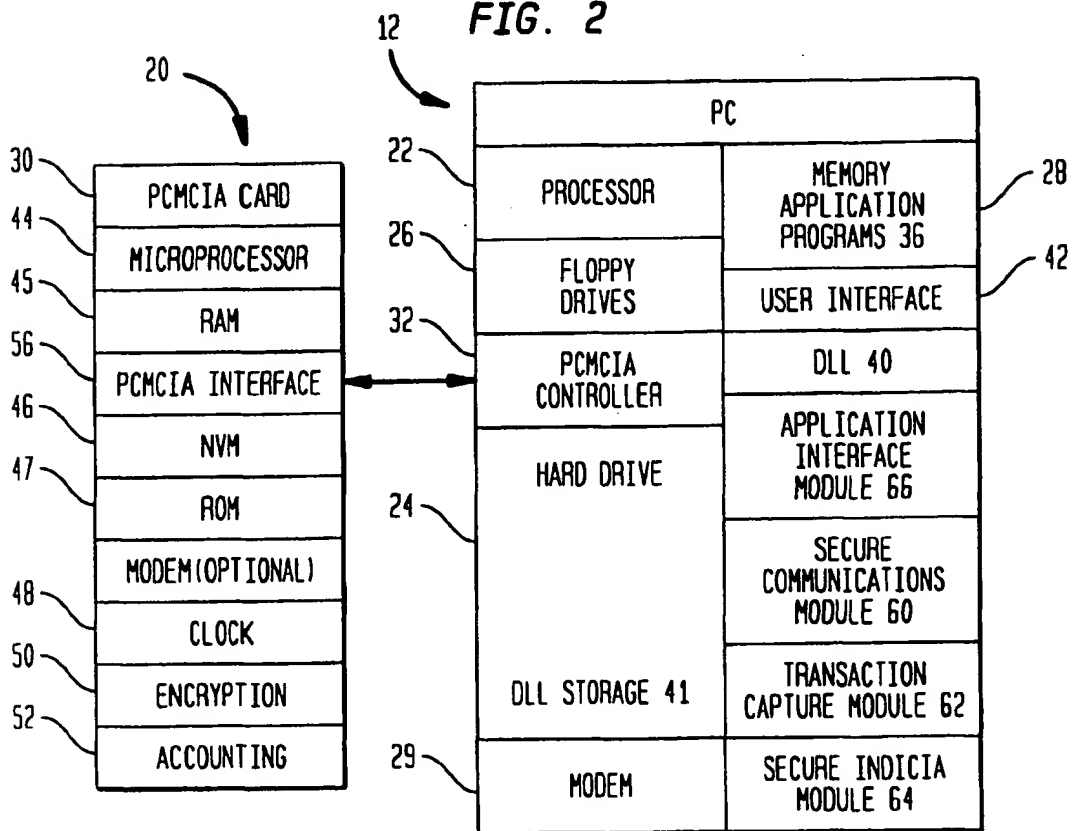 FIG. 2
12
20
30
PCMCIA CARD
44
MICROPROCESSOR
45
RAM
56
PCMCIA INTERFACE
46
NVM
47
ROM
MODEM(OPTIONAL)
48
CLOCK
50
ENCRYPTION
52
ACCOUNTING
PC
22
PROCESSOR
26
FLOPPY
DRIVES
32
PCMCIA
CONTROLLER
24
HARD DRIVE
DLL STORAGE 41
29
MODEM
MEMORY
APPLICATION
PROGRAMS 36
28
USER INTERFACE
42
DLL 40
APPLICATION
INTERFACE
MODULE 66
SECURE
COMMUNICATIONS
MODULE 60
TRANSACTION
CAPTURE MODULE 62
SECURE INDICIA
MODULE 64